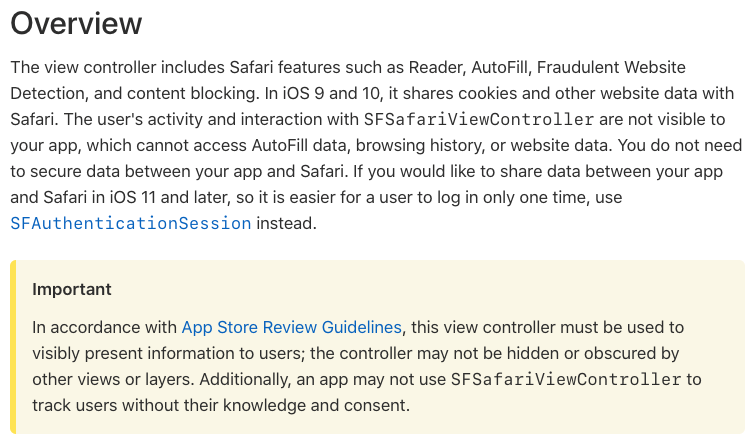 Overview
The view controller includes Safari features such as Reader, AutoFill, Fraudulent Website
Detection, and content blocking. In iOS 9 and 10, it shares cookies and other website data with
Safari. The user's activity and interaction with SFSafariViewController are not visible to
your app, which cannot access AutoFill data, browsing history, or website data. You do not need
to secure data between your app and Safari. If you would like to share data between your app
and Safari in iOS 11 and later, so it is easier for a user to log in only one time, use
SFAuthenticationSession instead.
Important
In accordance with App Store Review Guidelines, this view controller must be used to
visibly present information to users; the controller may not be hidden or obscured by
other views or layers. Additionally, an app may not use SFSafariViewController to
track users without their knowledge and consent.